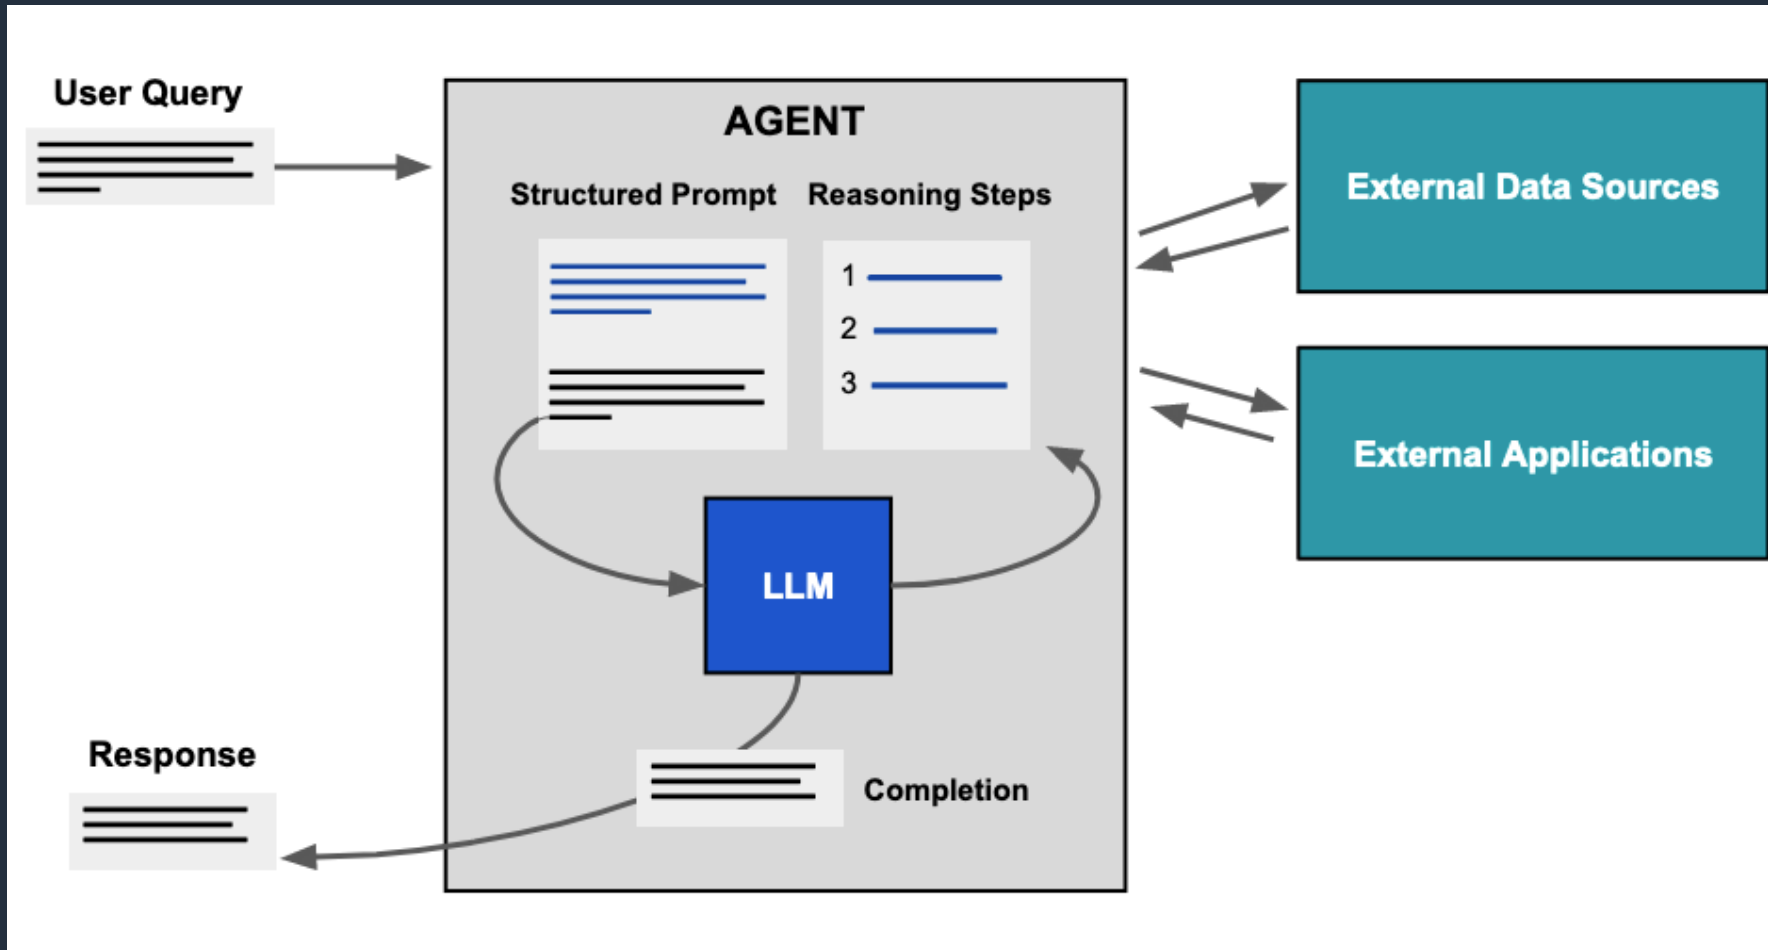 User Query
AGENT
Structured Prompt
Reasoning Steps
1
2
3
External Data Sources
External Applications
LLM
Completion
Response